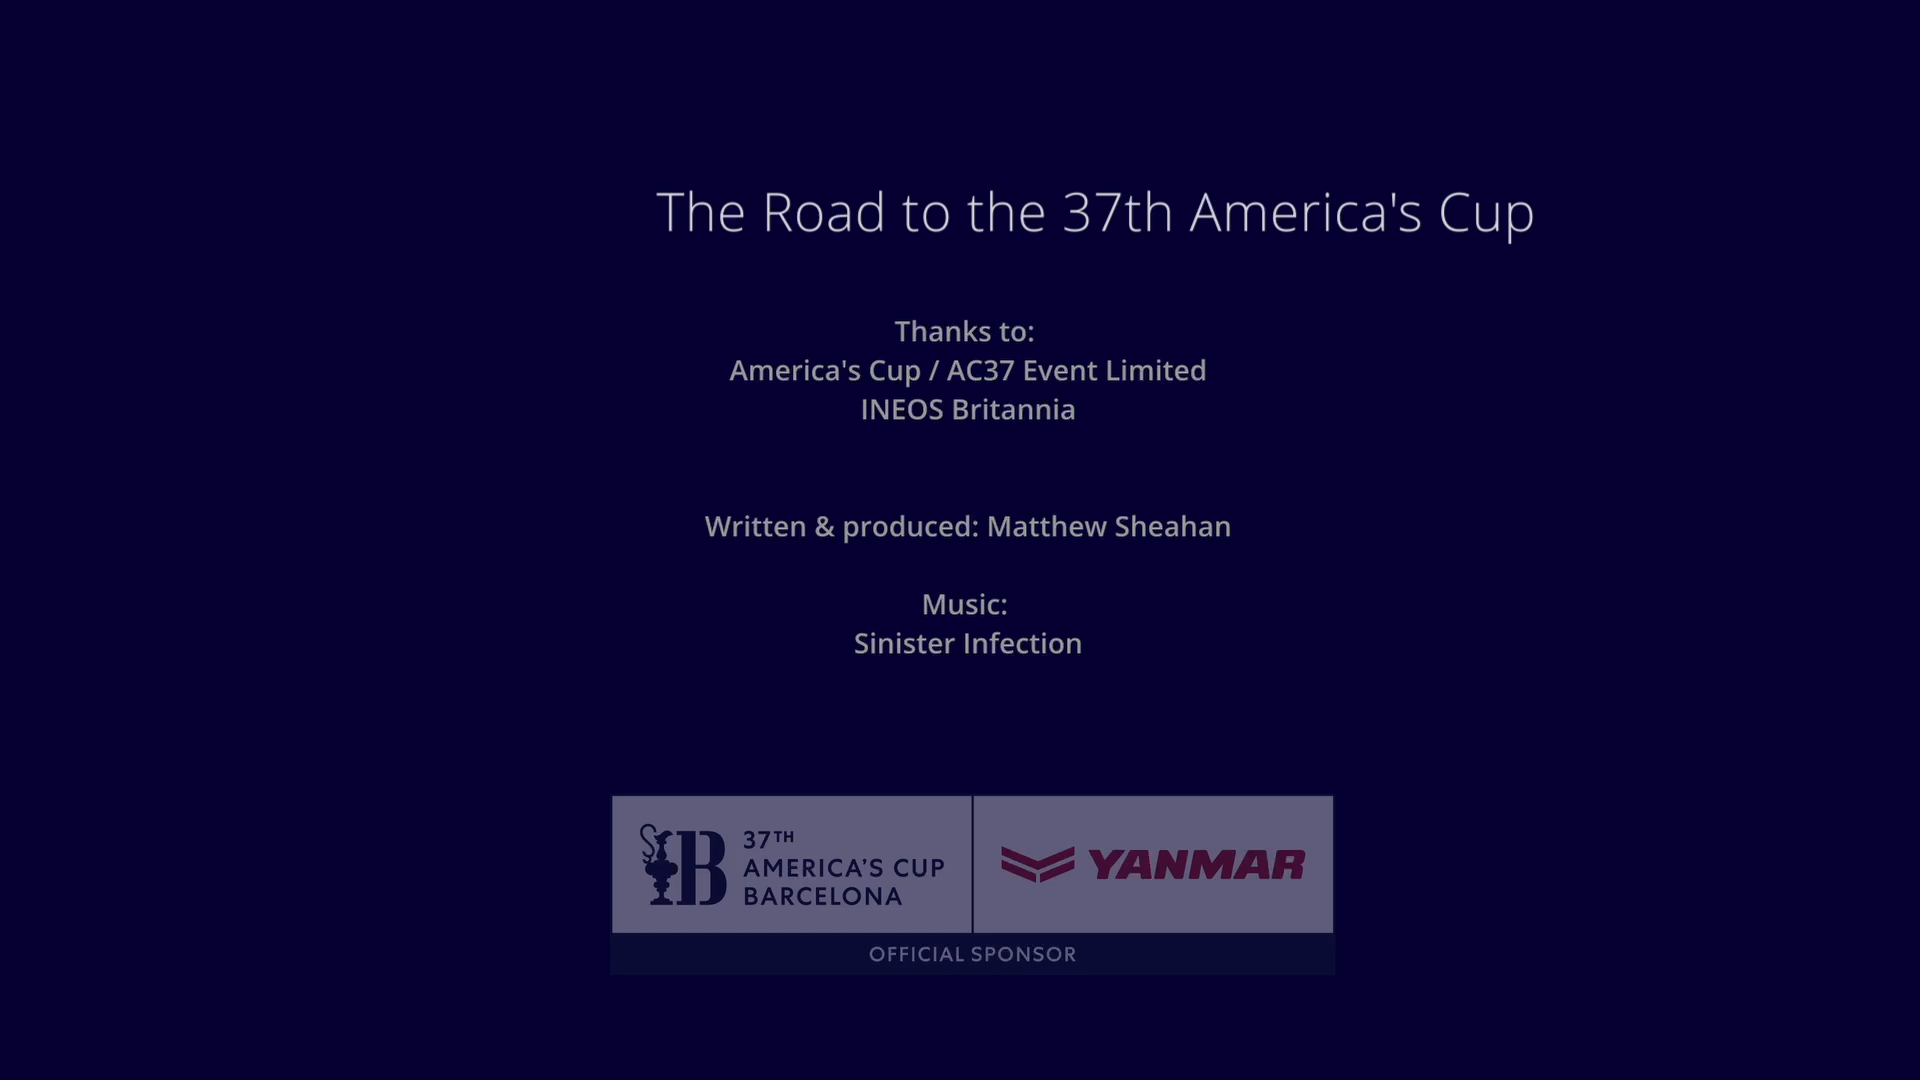 The Road to the 37th America's Cup
Thanks to:
America's Cup / AC37 Event Limited
INEOS Britannia
Written & produced: Matthew Sheahan
Music:
Sinister Infection
B
37TH
AMERICA’S CUP
BARCELONA
YANMAR
OFFICIAL SPONSOR